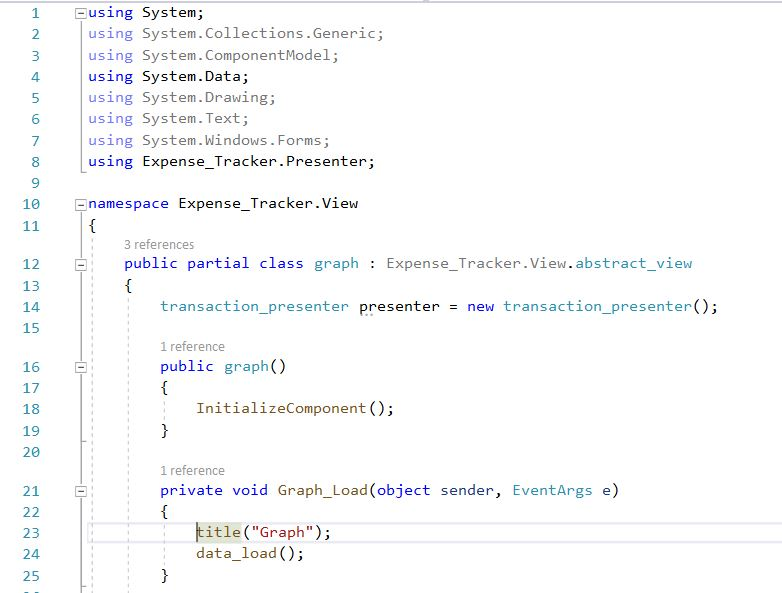 1 using System;
2 using System.Collections.Generic;
3 using System.ComponentModel;
4 using System.Data;
5 using System.Drawing;
6 using System.Text;
7 using System.Windows.Forms;
8 using Expense_Tracker.Presenter;
9
10 namespace Expense_Tracker.View
11 {
3 references
12 public partial class graph : Expense_Tracker.View.abstract_view
13 {
14 transaction_presenter presenter = new transaction_presenter();
15
1 reference
16 public graph()
17 {
18 InitializeComponent();
19 }
20
1 reference
21 private void Graph_Load(object sender, EventArgs e)
22 {
23 title("Graph");
24 data_load();
25 }